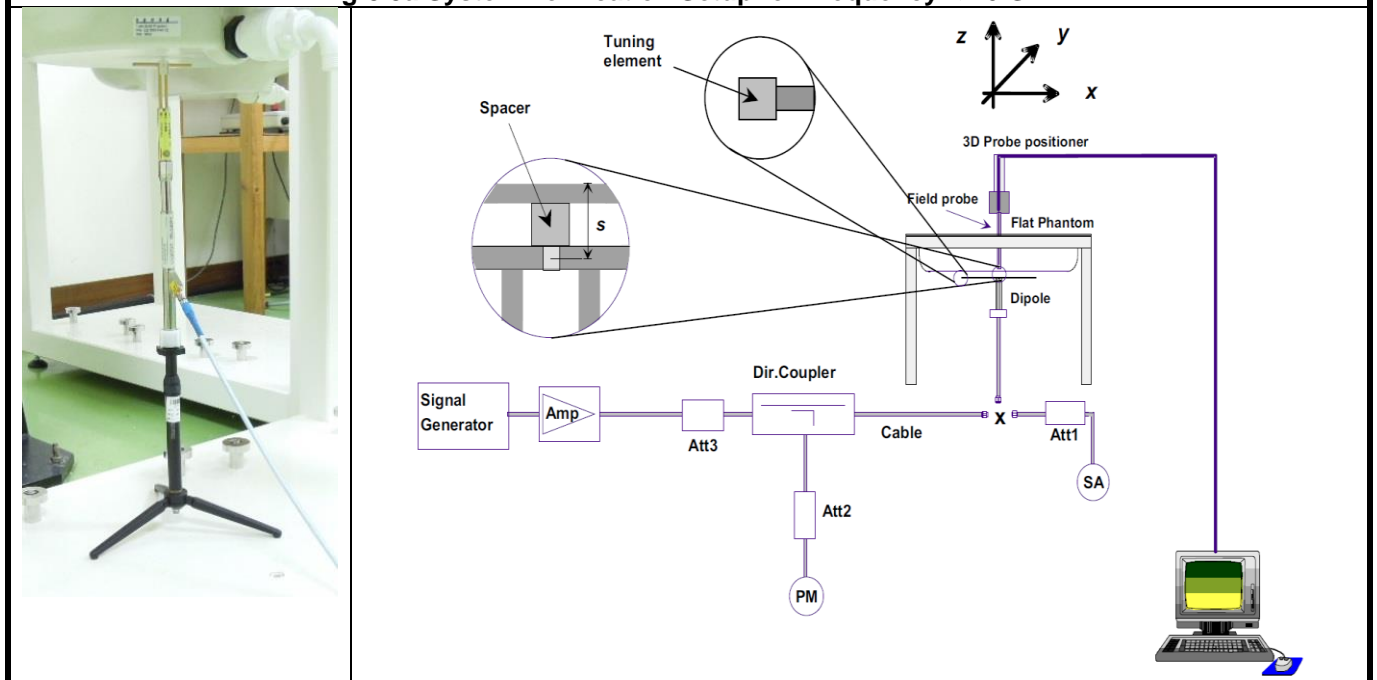 Tuning
element
Spacer
s
z
y
x
3D Probe positioner
Field probe
Flat Phantom
Dipole
Dir.Coupler
Signal
Generator
Amp
Att3
Cable
X
Att1
SA
Att2
PM